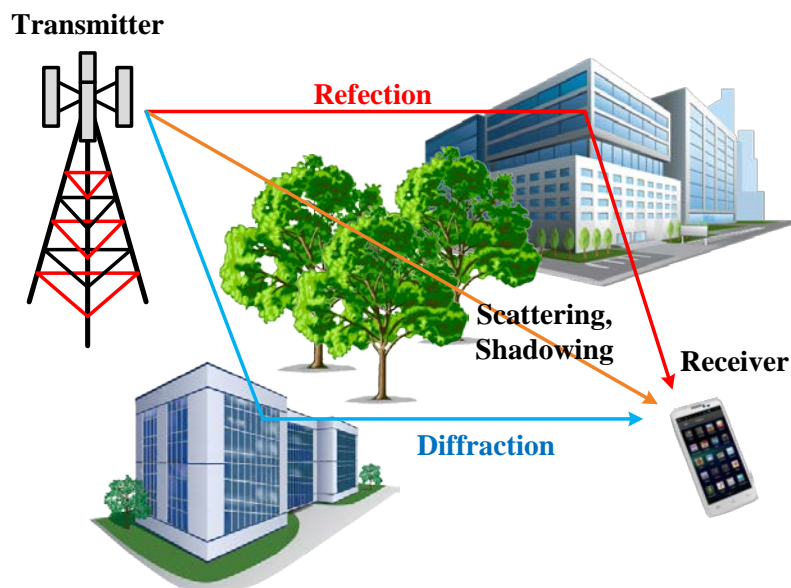 Transmitter
Refection
Scattering,
Shadowing
Receiver
Diffraction